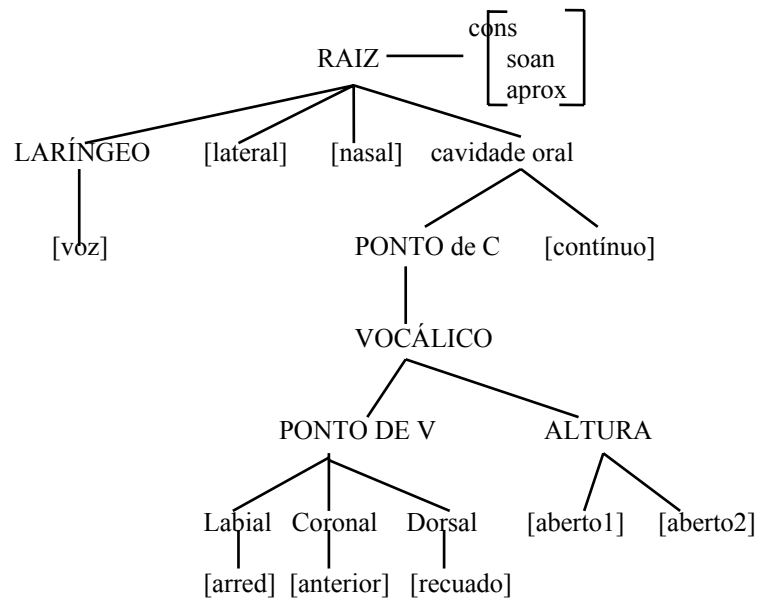 cons
RAIZ soan
aprox
LARÍNGEO [lateral] [nasal] cavidade oral
[voz] PONTO de C [contínuo]
VOCÁLICO
PONTO DE V ALTURA
Labial Coronal Dorsal [aberto1] [aberto2]
[arred] [anterior] [recuado]